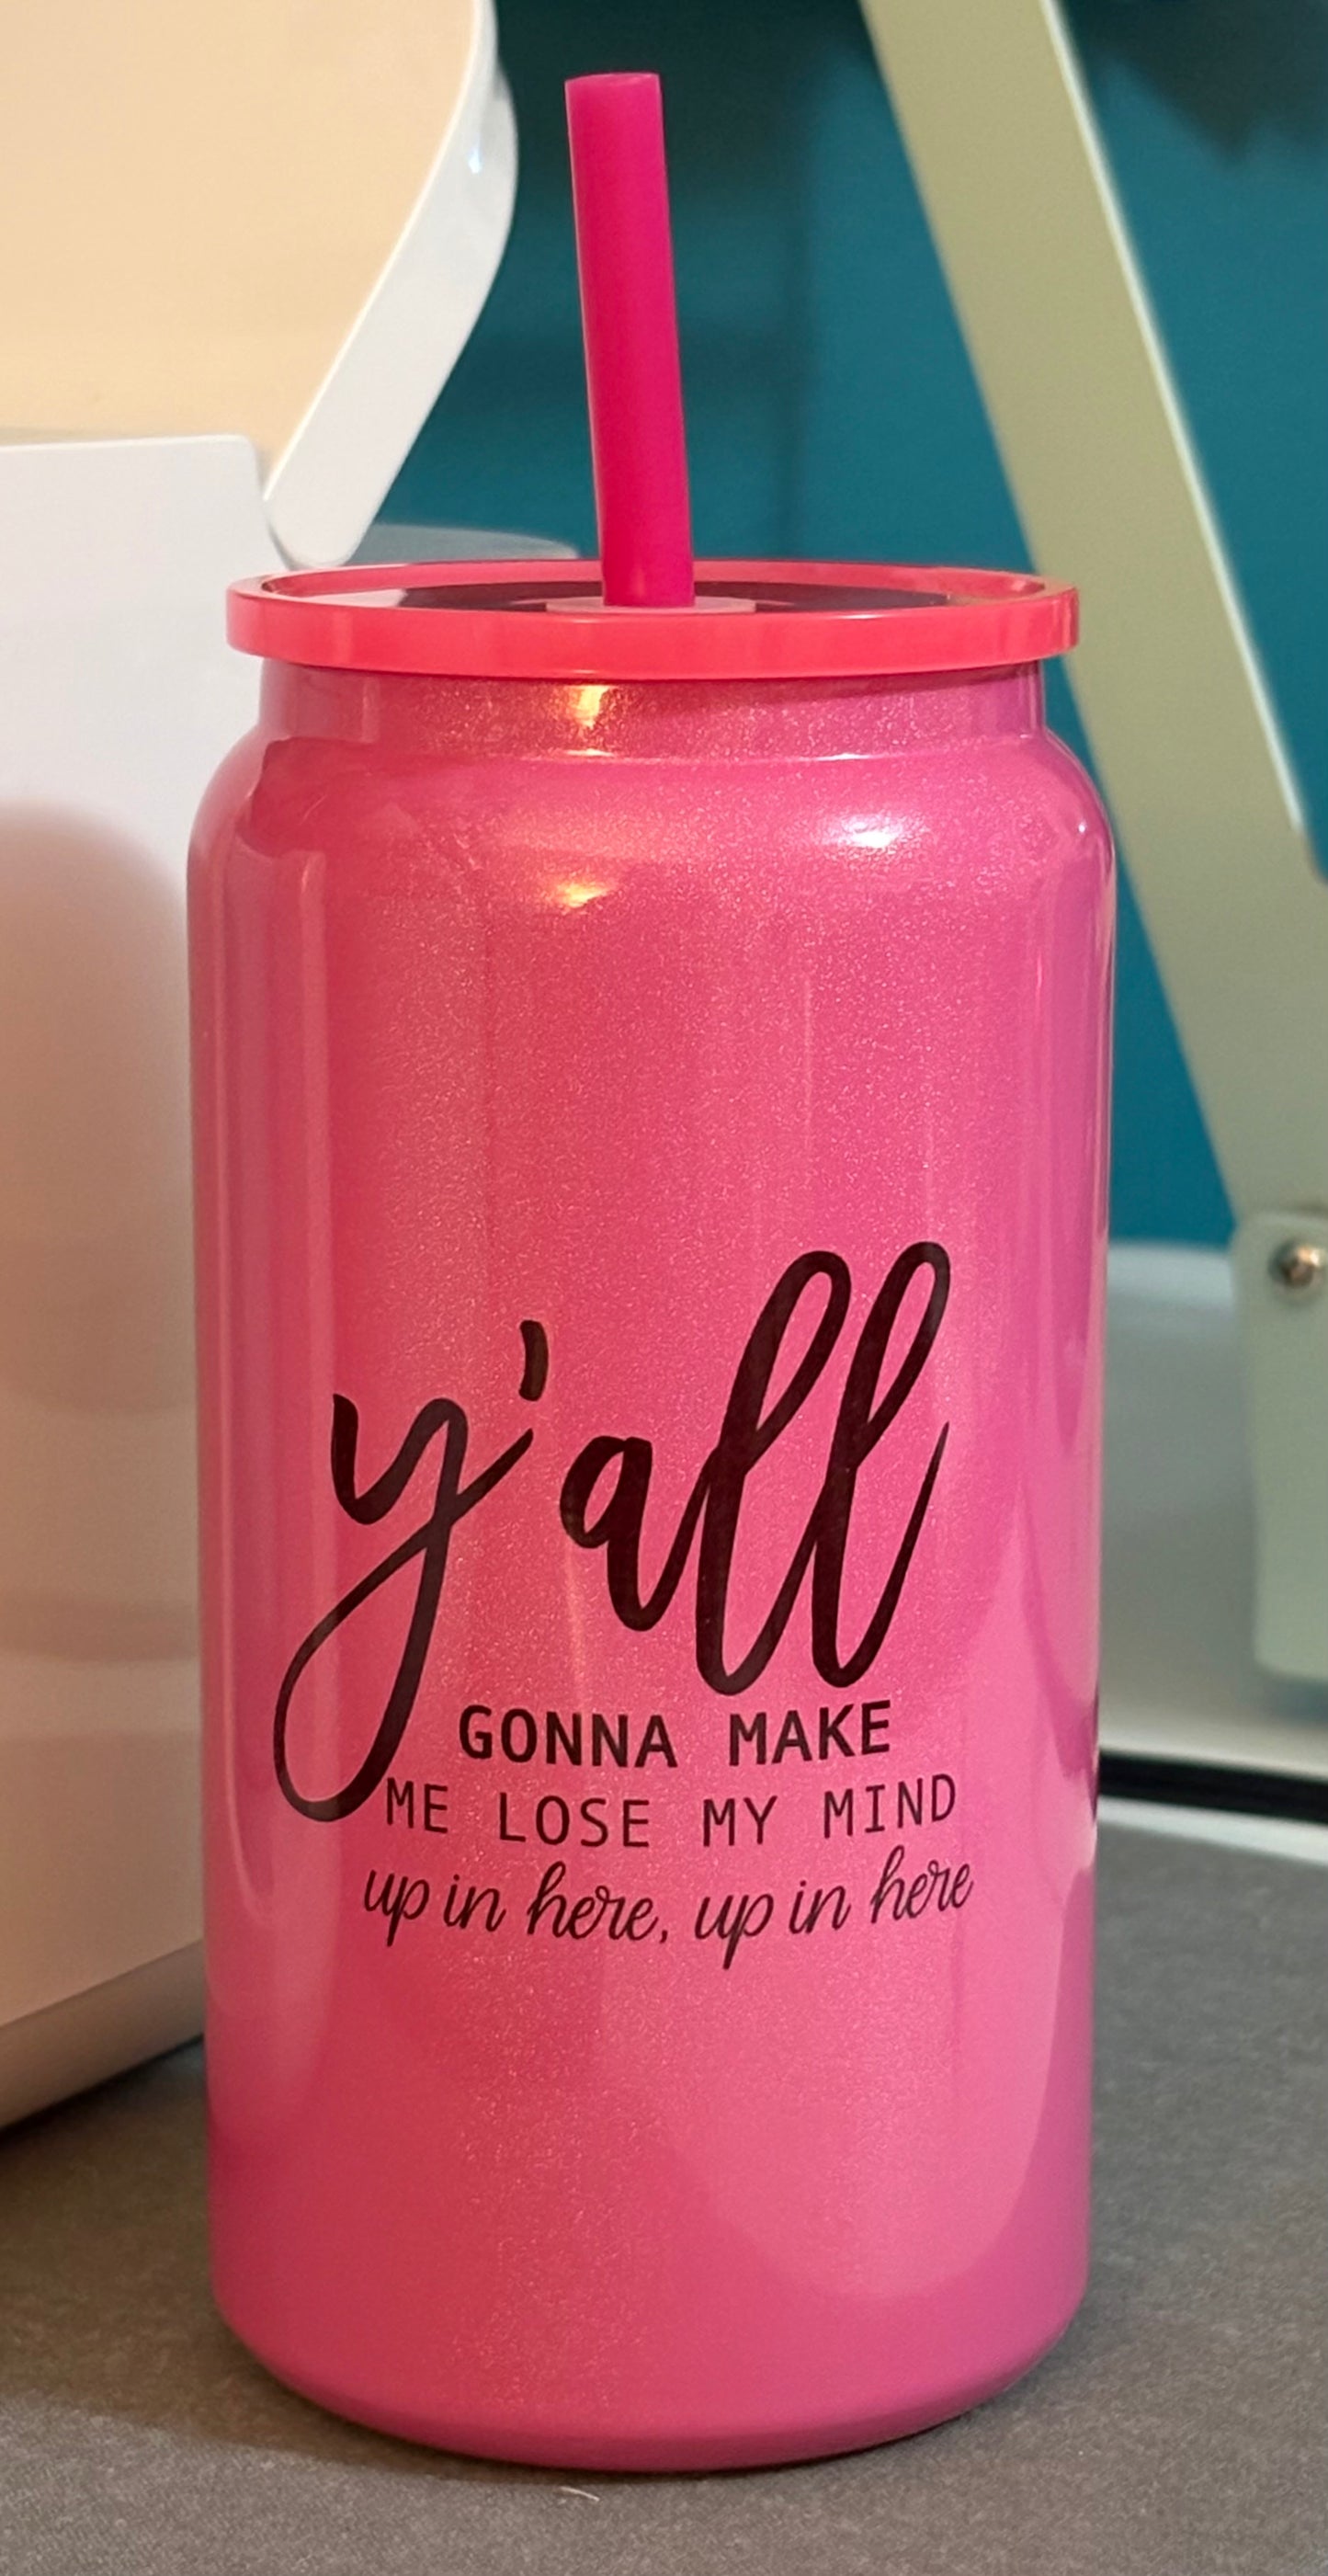 y'all
GONNA MAKE
ME LOSE MY MIND
up in here, up in here